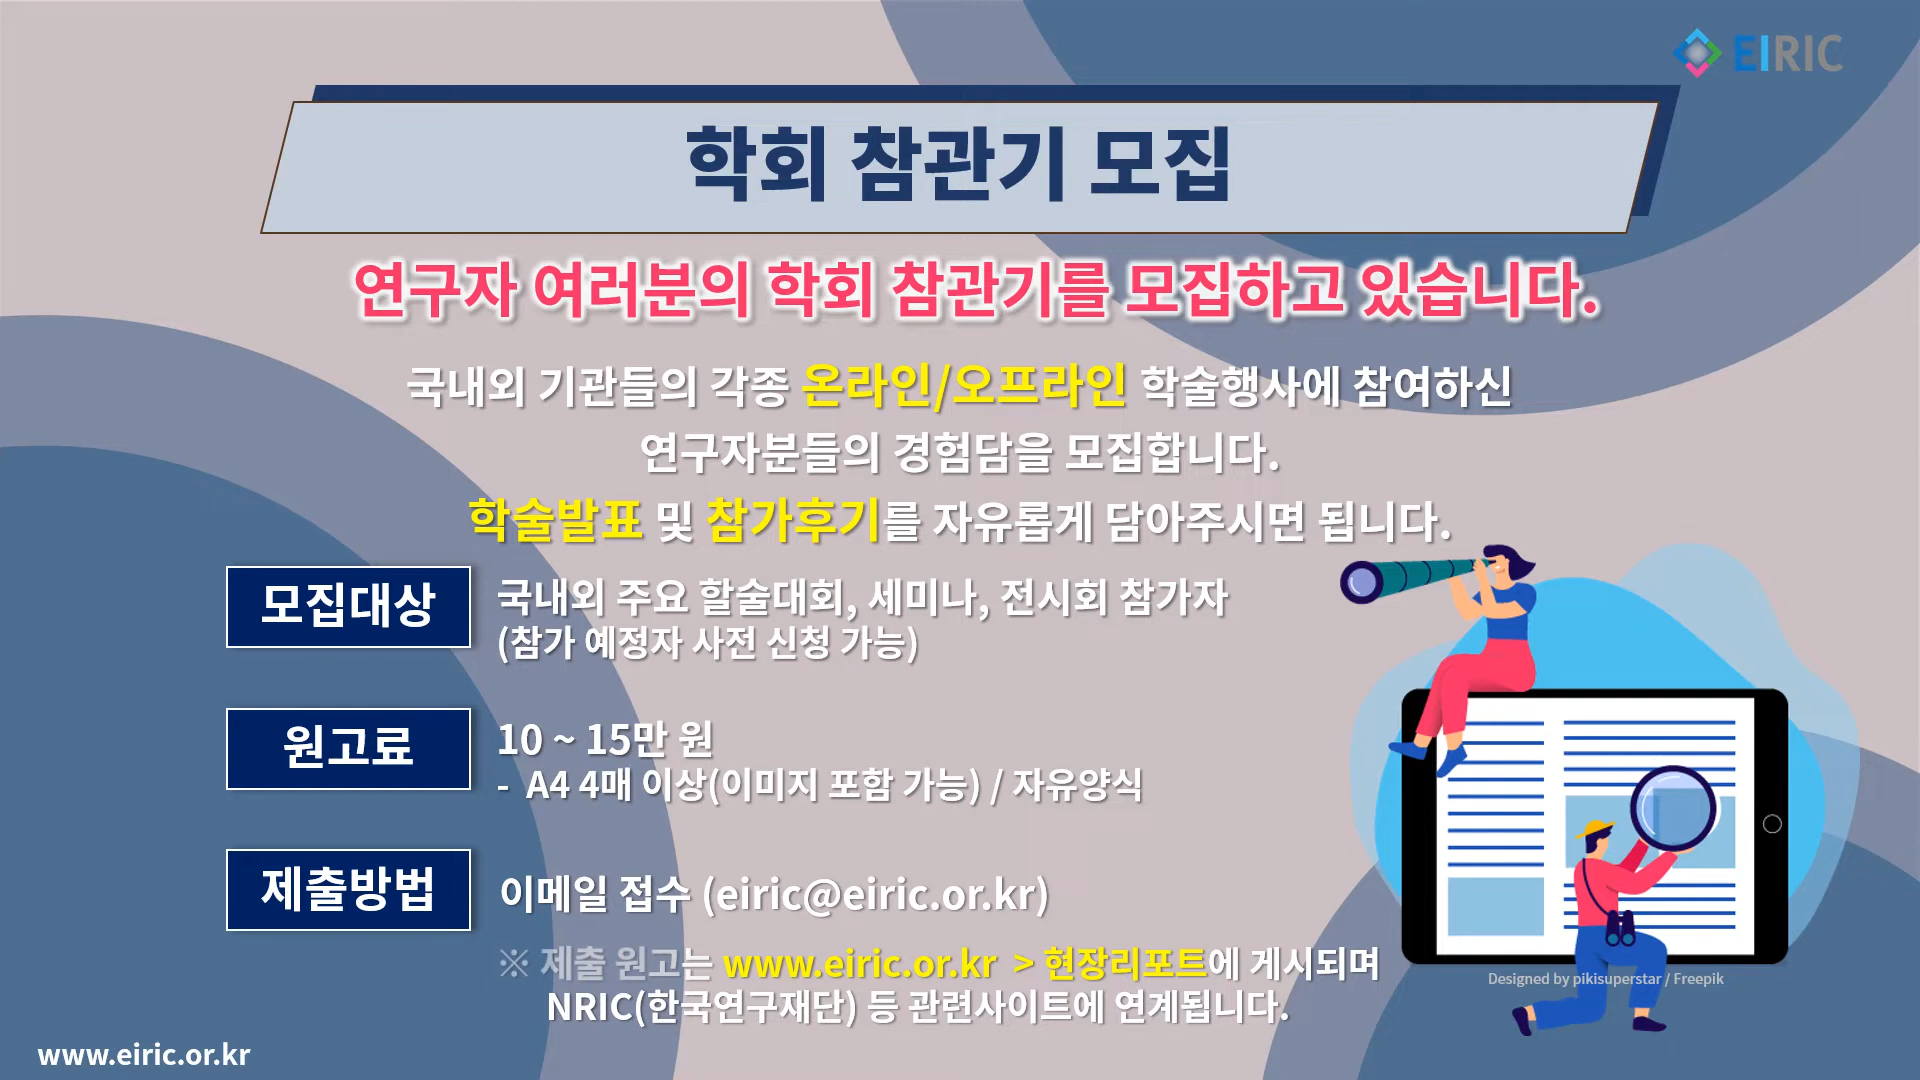 EIRIC
학회 참관기 모집
연구자 여러분의 학회 참관기를 모집하고 있습니다.
국내외 기관들의 각종 온라인/오프라인 학술행사에 참여하신
연구자분들의 경험담을 모집합니다.
학술발표 및 참가후기를 자유롭게 담아주시면 됩니다.
모집대상
국내외 주요 할술대회, 세미나, 전시회 참가자
(참가 예정자 사전 신청 가능)
원고료
10 ~ 15만 원
- A4 4매 이상(이미지 포함 가능) / 자유양식
제출방법
이메일 접수 (eiric@eiric.or.kr)
※ 제출 원고는 www.eiric.or.kr > 현장리포트에 게시되며
NRIC(한국연구재단) 등 관련사이트에 연계됩니다.
Designed by pikisuperstar / Freepik
www.eiric.or.kr